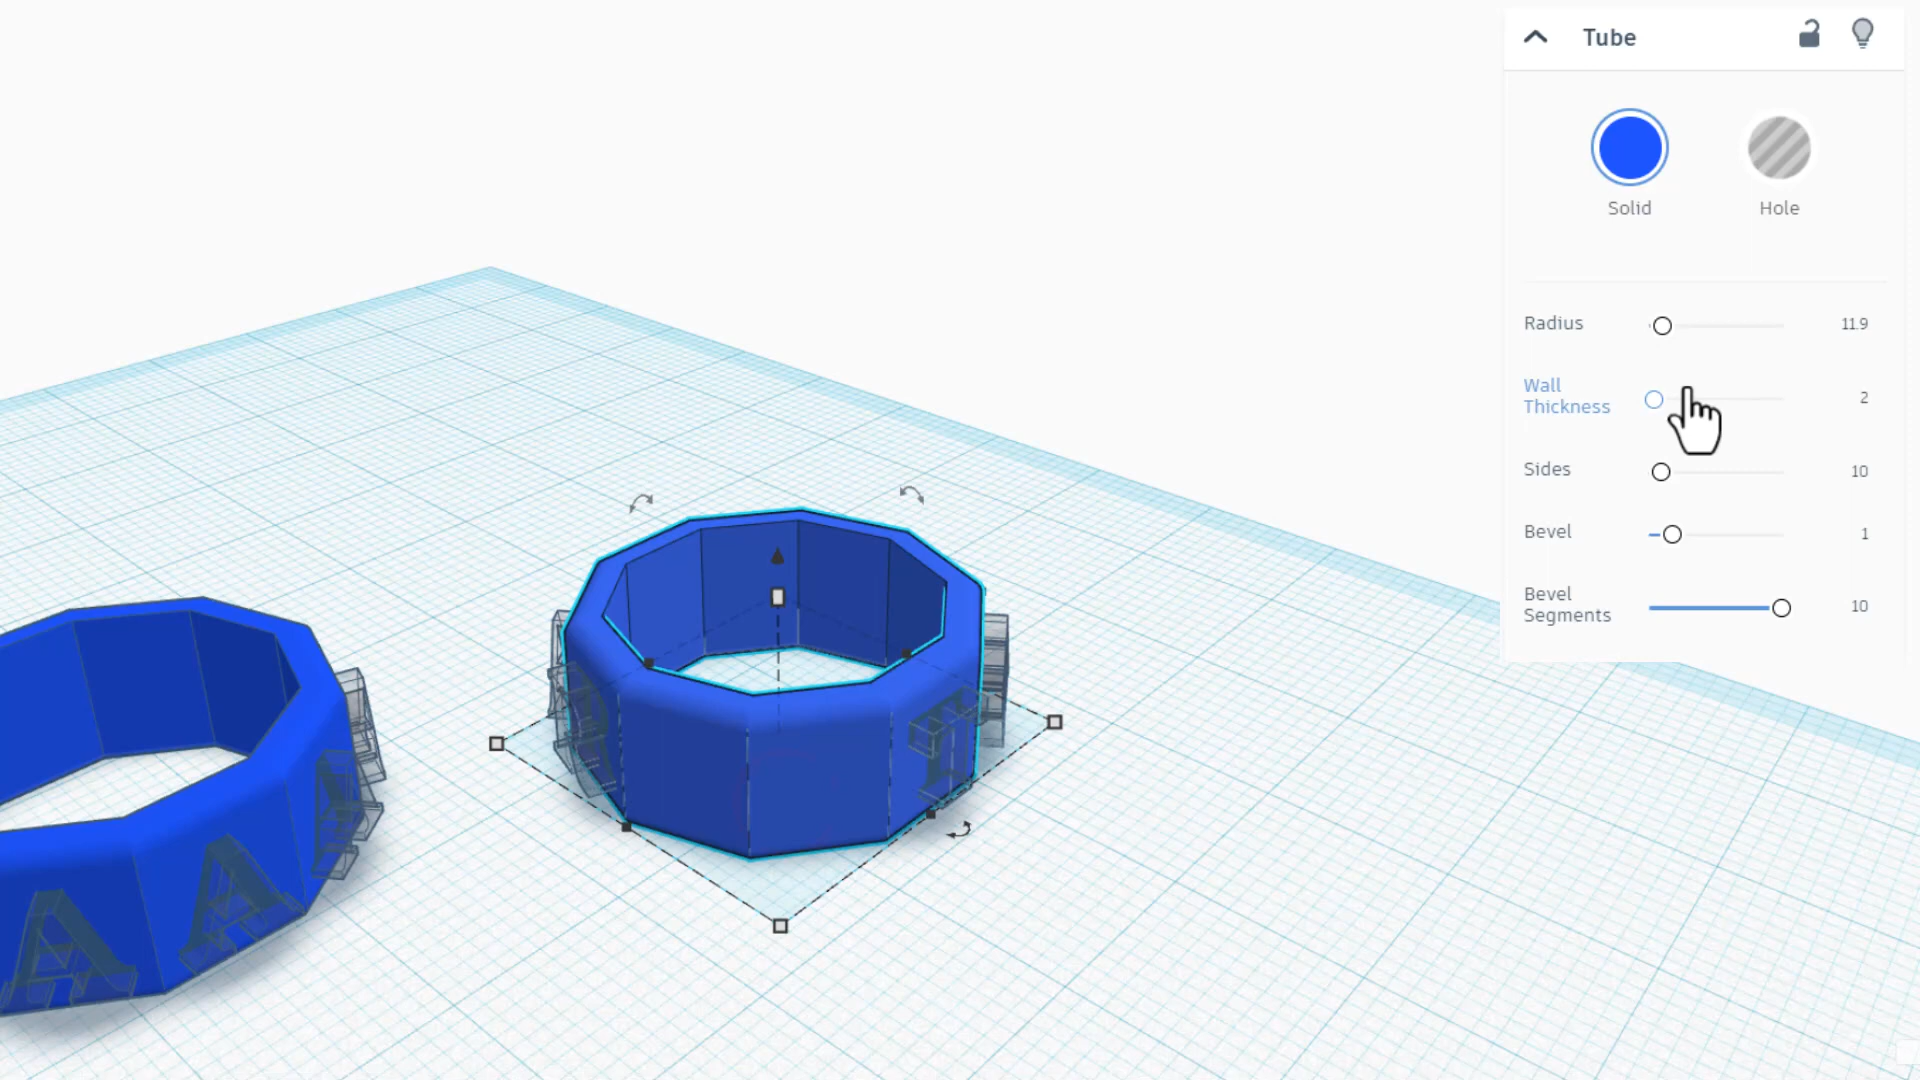 Tube
Solid
Hole
Radius 11.9
Wall
Thickness 2
Sides 10
Bevel 1
Bevel
Segments 10
A
A